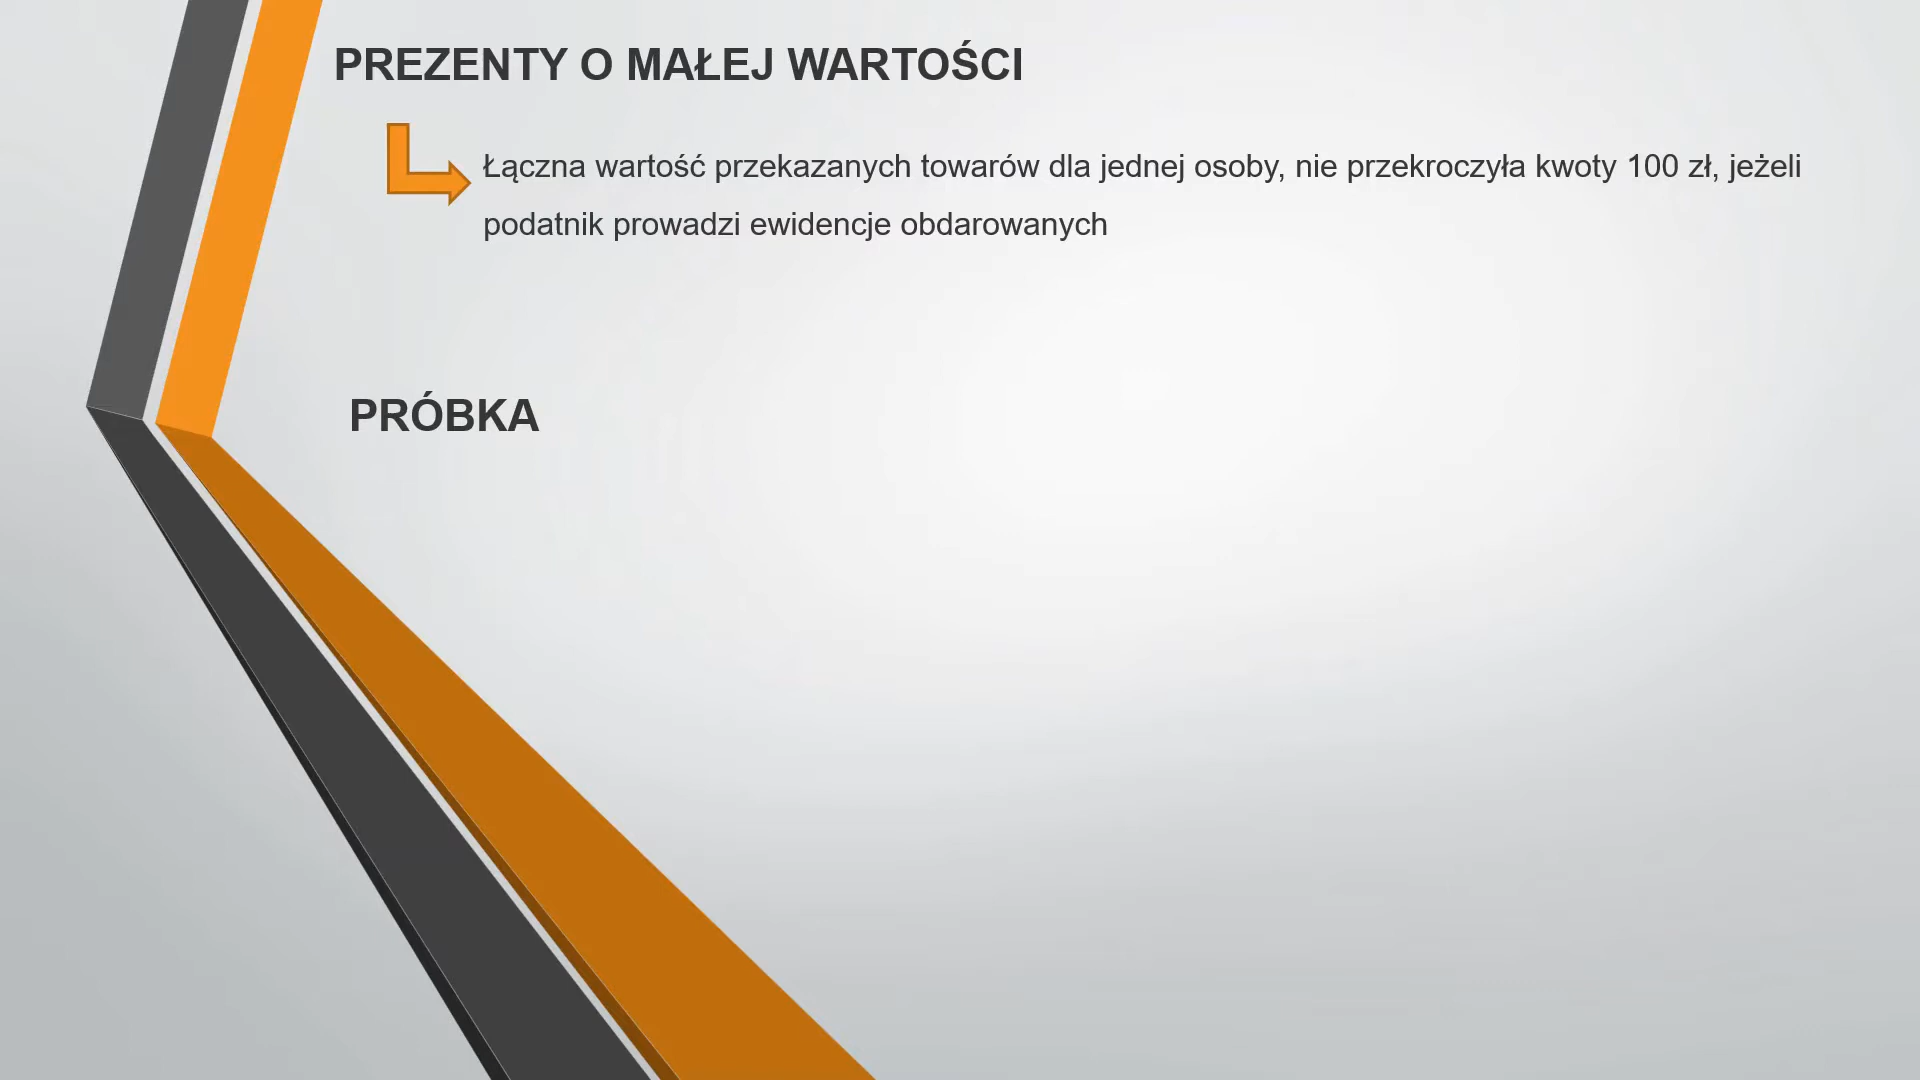 PREZENTY O MAŁEJ WARTOŚCI
Łączna wartość przekazanych towarów dla jednej osoby, nie przekroczyła kwoty 100 zł, jeżeli
podatnik prowadzi ewidencje obdarowanych
PRÓBKA